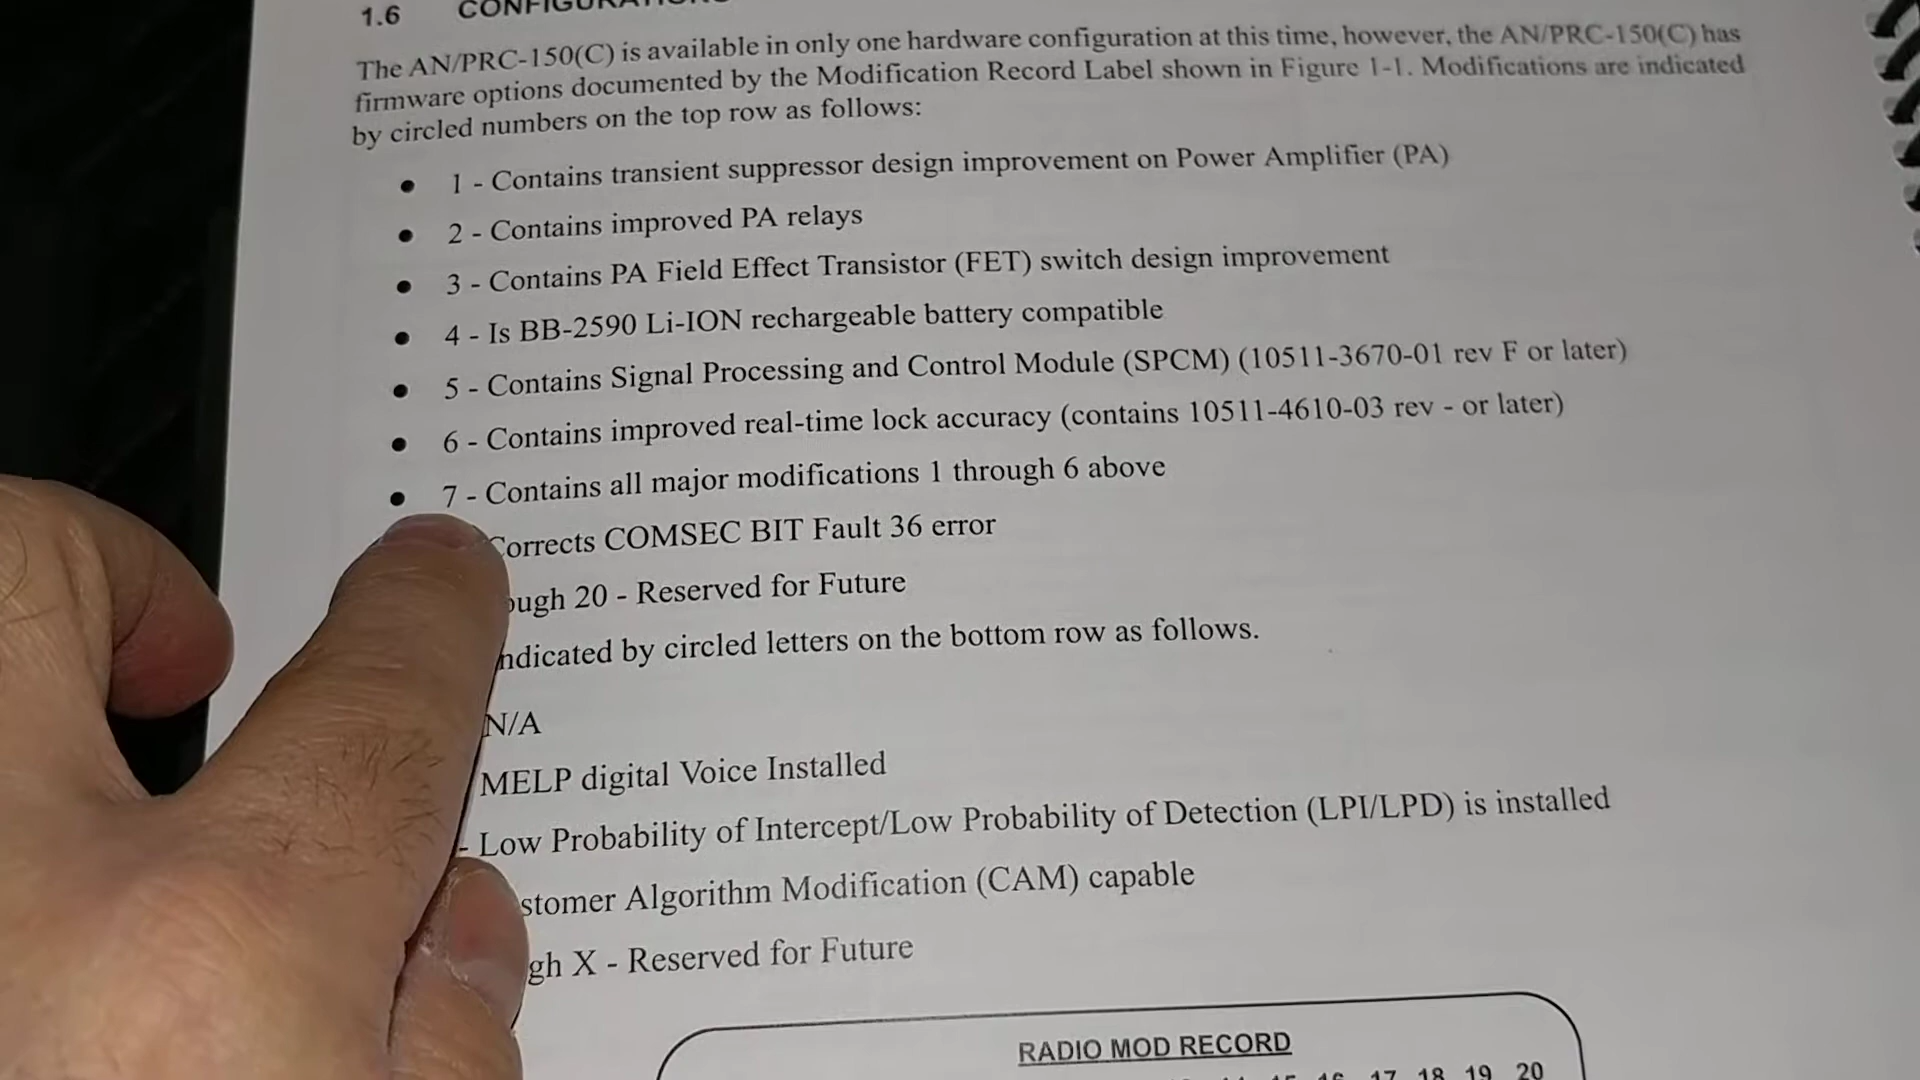 1.6 CONFIGURATIONS
The AN/PRC-150(C) is available in only one hardware configuration at this time, however, the AN/PRC-150(C) has
firmware options documented by the Modification Record Label shown in Figure 1-1. Modifications are indicated
by circled numbers on the top row as follows:
• 1 - Contains transient suppressor design improvement on Power Amplifier (PA)
• 2 - Contains improved PA relays
• 3 - Contains PA Field Effect Transistor (FET) switch design improvement
• 4 - Is BB-2590 Li-ION rechargeable battery compatible
• 5 - Contains Signal Processing and Control Module (SPCM) (10511-3670-01 rev F or later)
• 6 - Contains improved real-time lock accuracy (contains 10511-4610-03 rev - or later)
• 7 - Contains all major modifications 1 through 6 above
Corrects COMSEC BIT Fault 36 error
ough 20 - Reserved for Future
ndicated by circled letters on the bottom row as follows.
N/A
MELP digital Voice Installed
- Low Probability of Intercept/Low Probability of Detection (LPI/LPD) is installed
stomer Algorithm Modification (CAM) capable
gh X - Reserved for Future
RADIO MOD RECORD
16 17 18 19 20